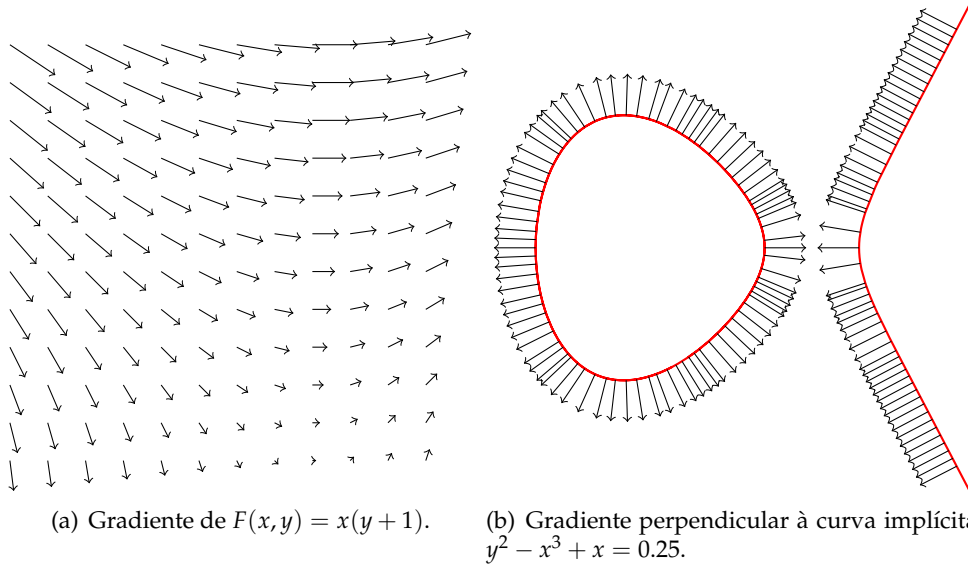 (a) Gradiente de F(x, y) = x(y + 1).
(b) Gradiente perpendicular à curva implícita
y² − x³ + x = 0.25.